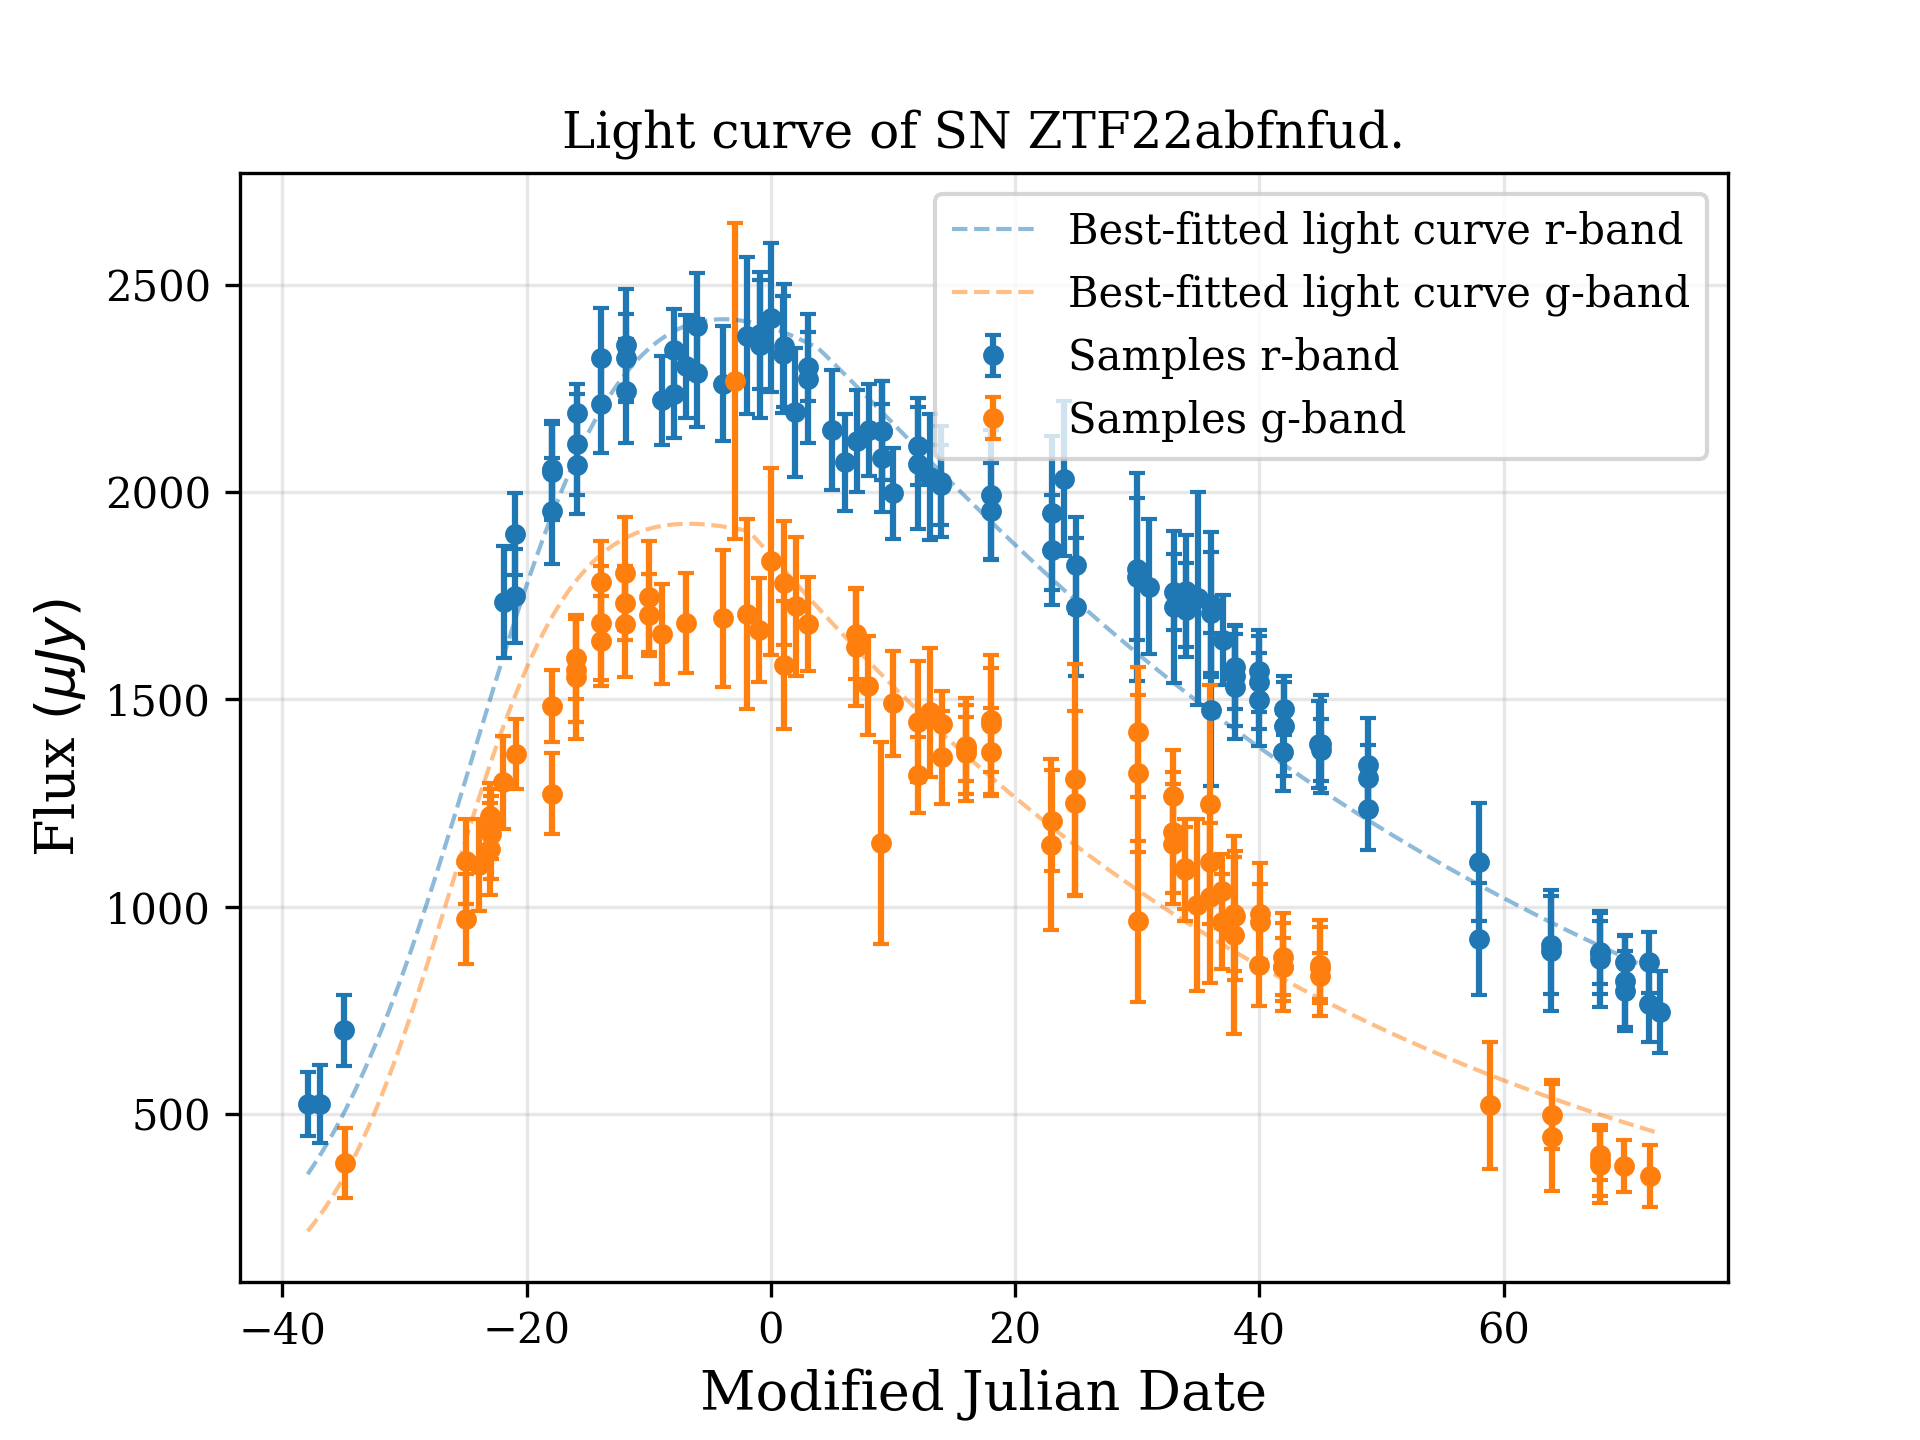 Light curve of SN ZTF22abfnfud.
Best-fitted light curve r-band
Best-fitted light curve g-band
Samples r-band
Samples g-band
2500
2000
1500
1000
500
Flux (μJy)
−40
−20
0
20
40
60
Modified Julian Date